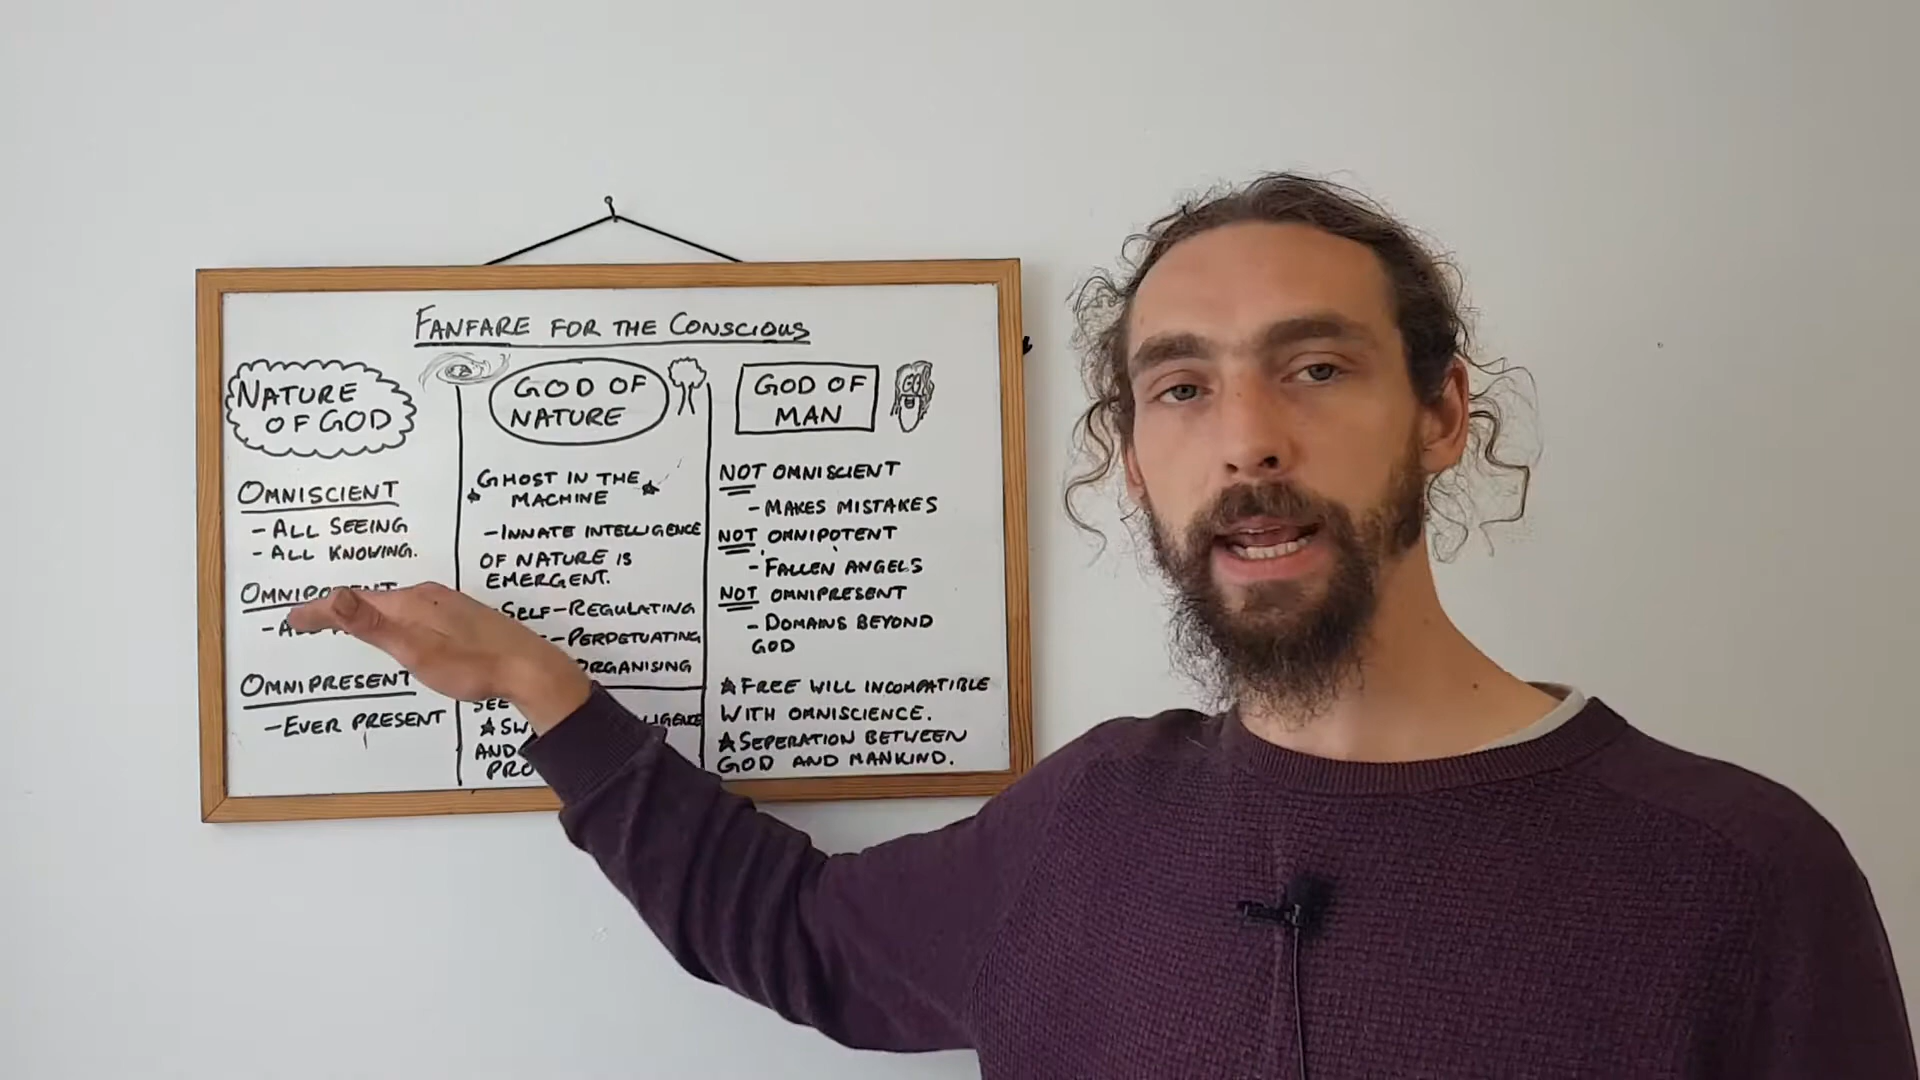 FANFARE FOR THE CONSCIOUS
NATURE
OF GOD
OMNISCIENT
- ALL SEEING
- ALL KNOWING.
OMNIPOTENT
OMNIPRESENT
- EVER PRESENT
GOD OF
NATURE
GHOST IN THE
MACHINE
- INNATE INTELLIGENCE
OF NATURE IS
EMERGENT.
SELF-REGULATING
-PERPETUATING
ORGANISING
AND
GOD OF
MAN
NOT OMNISCIENT
- MAKES MISTAKES
NOT OMNIPOTENT
- FALLEN ANGELS
NOT OMNIPRESENT
- DOMAINS BEYOND
GOD
★ FREE WILL INCOMPATIBLE
WITH OMNISCIENCE.
★ SEPERATION BETWEEN
GOD AND MANKIND.